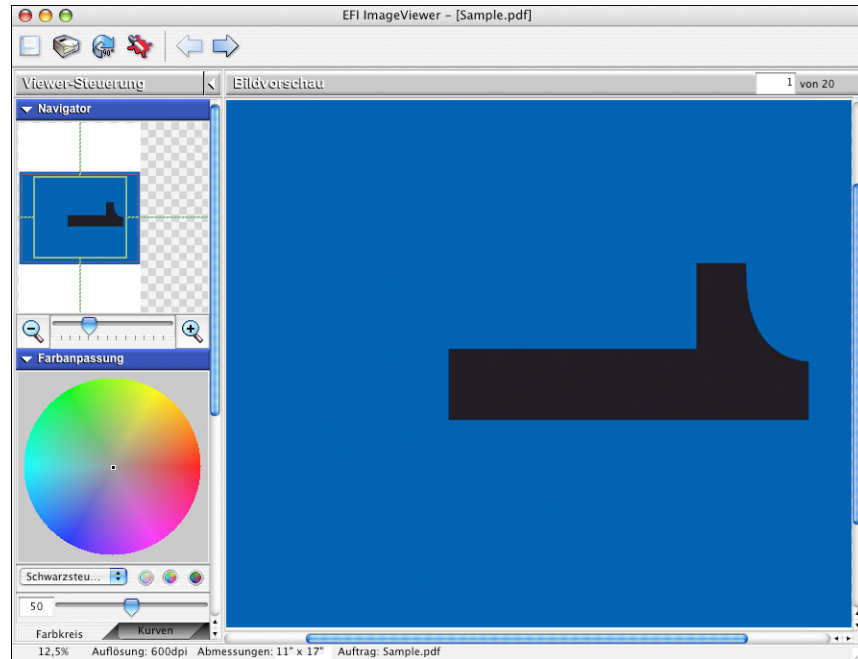 EFI ImageViewer – [Sample.pdf]
90°
Viewer-Steuerung
Bildvorschau
1 von 20
Navigator
Farbanpassung
Schwarzsteu...
50
Farbkreis
Kurven
12,5% Auflösung: 600dpi Abmessungen: 11" x 17" Auftrag: Sample.pdf